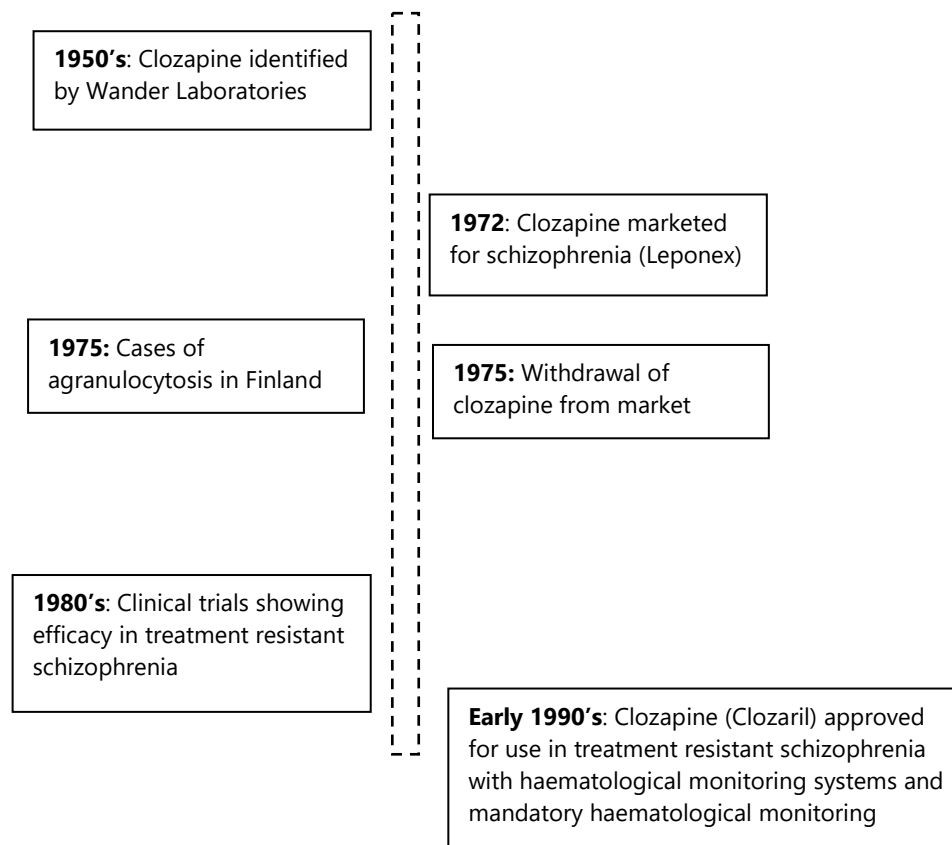 1950’s: Clozapine identified
by Wander Laboratories
1972: Clozapine marketed
for schizophrenia (Leponex)
1975: Cases of
agranulocytosis in Finland
1975: Withdrawal of
clozapine from market
1980’s: Clinical trials showing
efficacy in treatment resistant
schizophrenia
Early 1990’s: Clozapine (Clozaril) approved
for use in treatment resistant schizophrenia
with haematological monitoring systems and
mandatory haematological monitoring